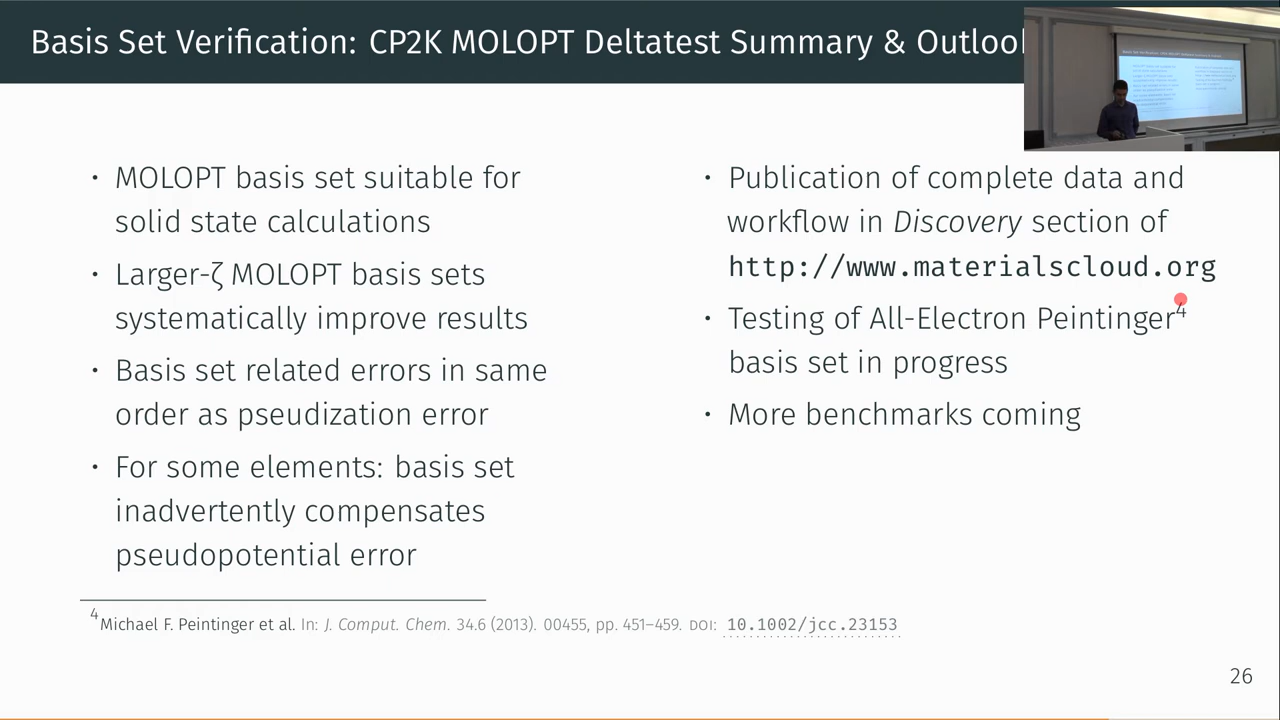 Basis Set Verification: CP2K MOLOPT Deltatest Summary & Outlook
• MOLOPT basis set suitable for
solid state calculations
• Larger-ζ MOLOPT basis sets
systematically improve results
• Basis set related errors in same
order as pseudization error
• For some elements: basis set
inadvertently compensates
pseudopotential error
• Publication of complete data and
workflow in Discovery section of
http://www.materialscloud.org
• Testing of All-Electron Peintinger4
basis set in progress
• More benchmarks coming
4Michael F. Peintinger et al. In: J. Comput. Chem. 34.6 (2013). 00455, pp. 451–459. DOI: 10.1002/jcc.23153
26